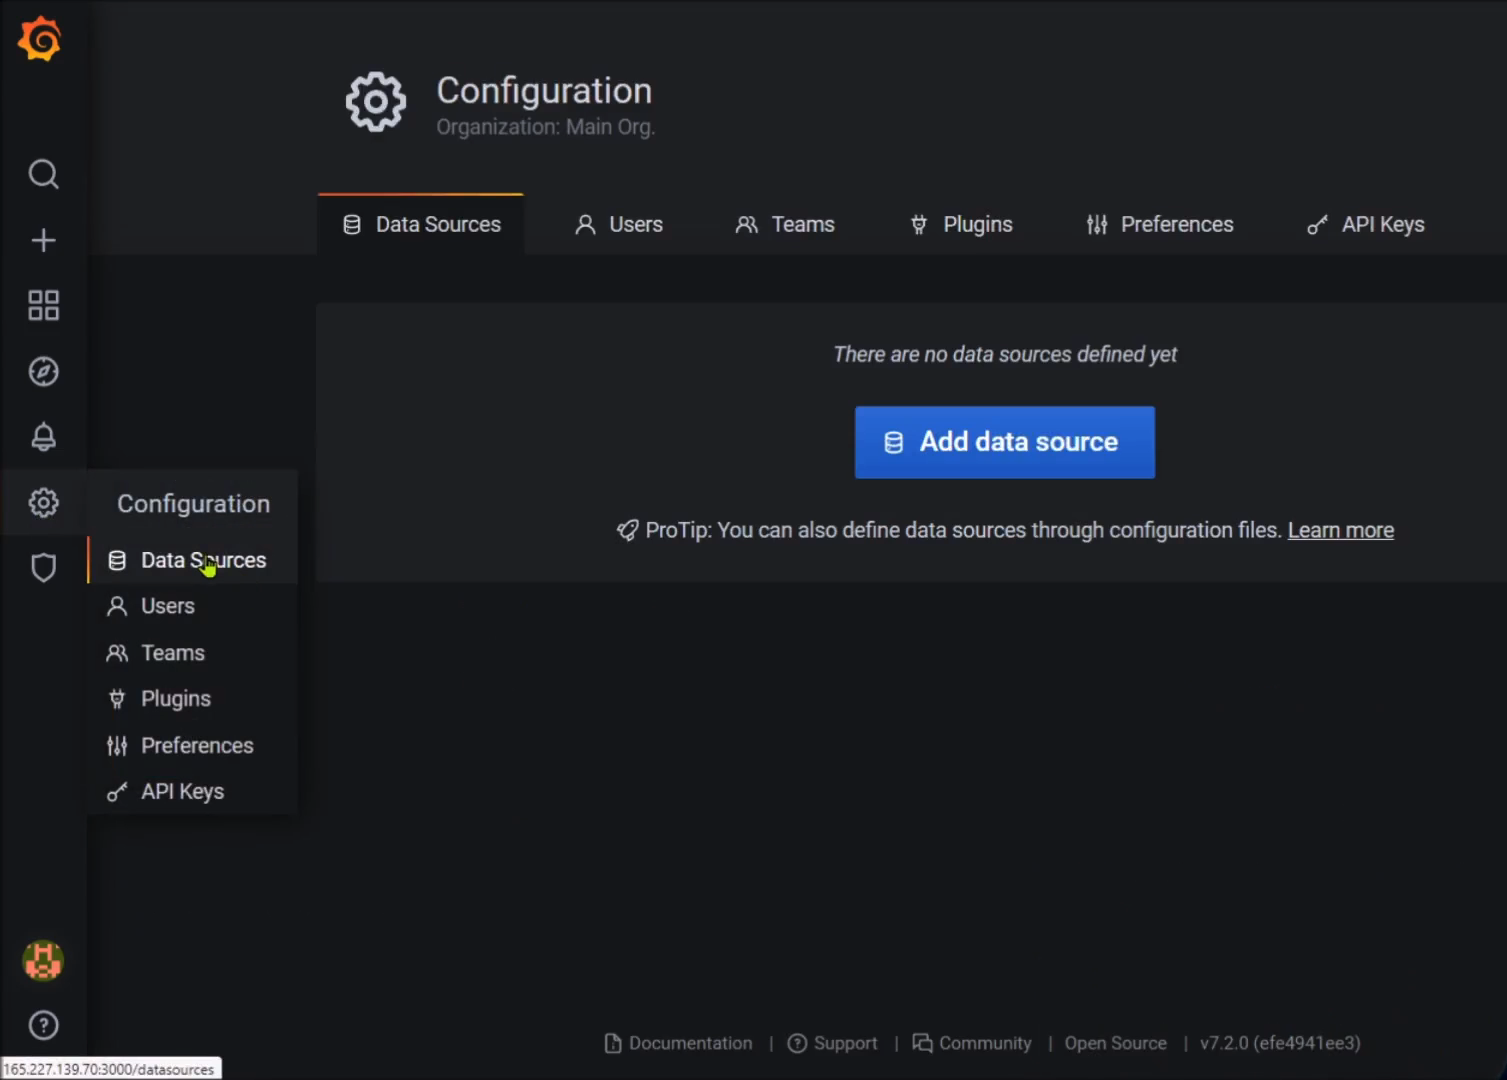 Configuration
Organization: Main Org.
Data Sources
Users
Teams
Plugins
Preferences
API Keys
There are no data sources defined yet
Add data source
ProTip: You can also define data sources through configuration files. Learn more
Configuration
Data Sources
Users
Teams
Plugins
Preferences
API Keys
Documentation | Support | Community | Open Source | v7.2.0 (efe4941ee3)
165.227.139.70:3000/datasources